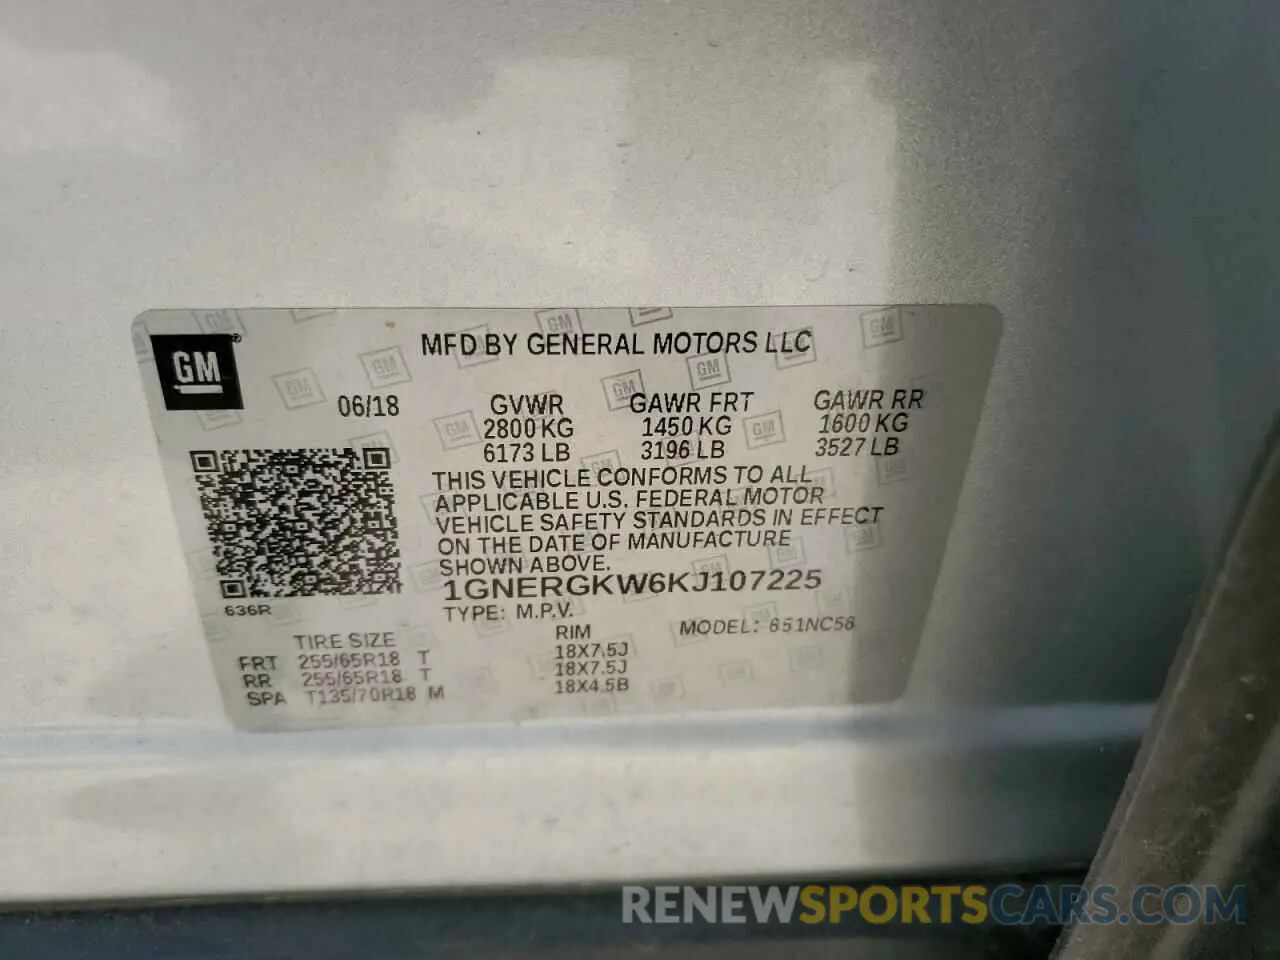 GM
MFD BY GENERAL MOTORS LLC
06/18 GVWR GAWR FRT GAWR RR
2800 KG 1450 KG 1600 KG
6173 LB 3196 LB 3527 LB
THIS VEHICLE CONFORMS TO ALL
APPLICABLE U.S. FEDERAL MOTOR
VEHICLE SAFETY STANDARDS IN EFFECT
ON THE DATE OF MANUFACTURE
SHOWN ABOVE.
1GNERGKW6KJ107225
636R TYPE: M.P.V. MODEL: 651NC56
TIRE SIZE RIM
FRT 255/65R18 T 18X7.5J
RR 255/65R18 T 18X7.5J
SPA T135/70R18 M 18X4.5B
RENEWSPORTSCARS.COM